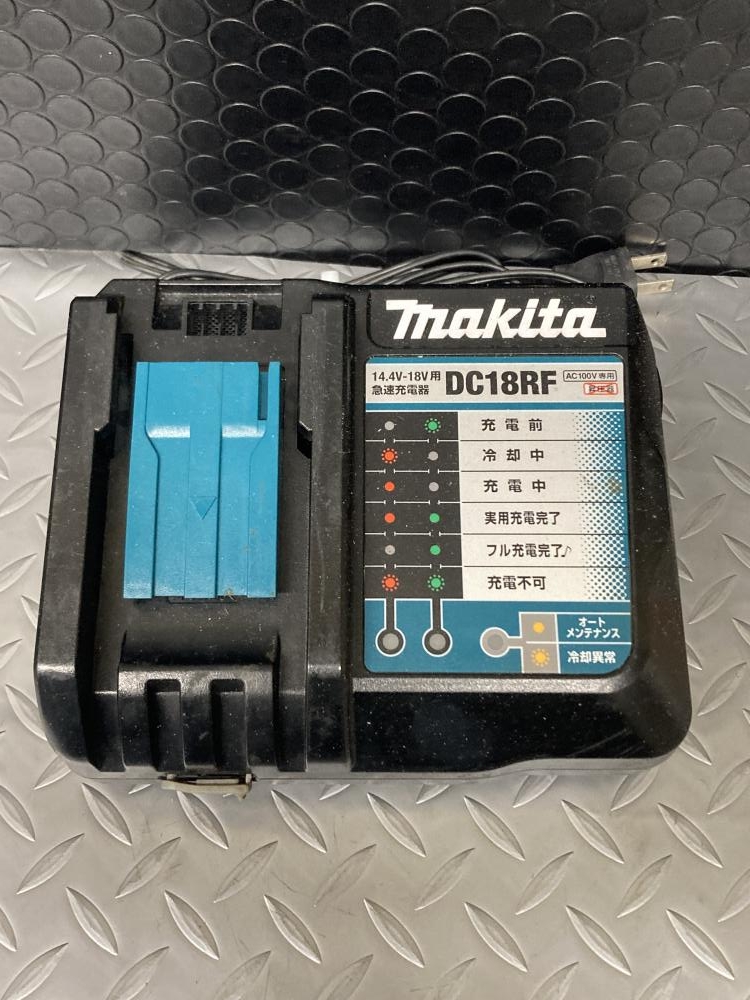 makita
14.4V-18V用
急速充電器
DC18RF
AC100V専用
充電前
冷却中
充電中
実用充電完了
フル充電完了♪
充電不可
オート
メンテナンス
冷却異常